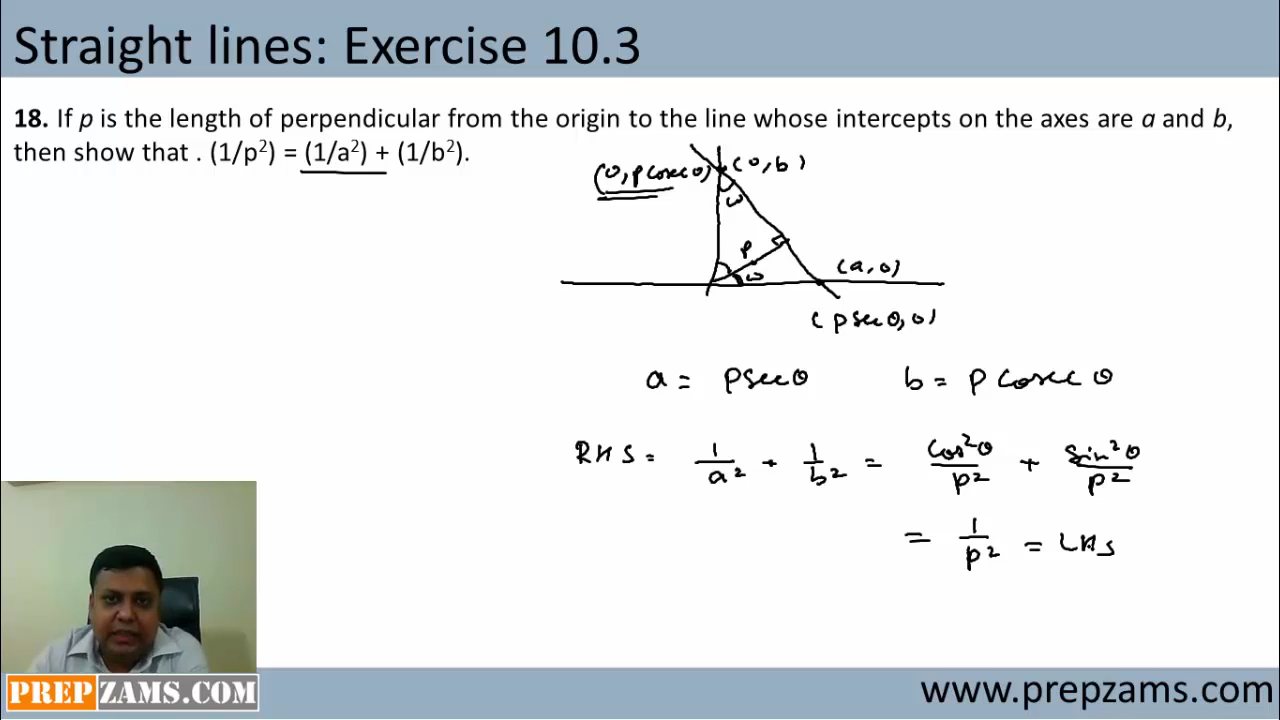 Straight lines: Exercise 10.3
18. If p is the length of perpendicular from the origin to the line whose intercepts on the axes are a and b,
then show that . (1/p²) = (1/a²) + (1/b²).
(0, p cosec θ) (0, b)
ω
p
ω
(a, 0)
(p sec θ, 0)
a = p sec θ b = p cosec θ
RHS = 1/a² + 1/b² = cos²θ/p² + sin²θ/p²
= 1/p² = LHS
PREPZAMS.COM
www.prepzams.com